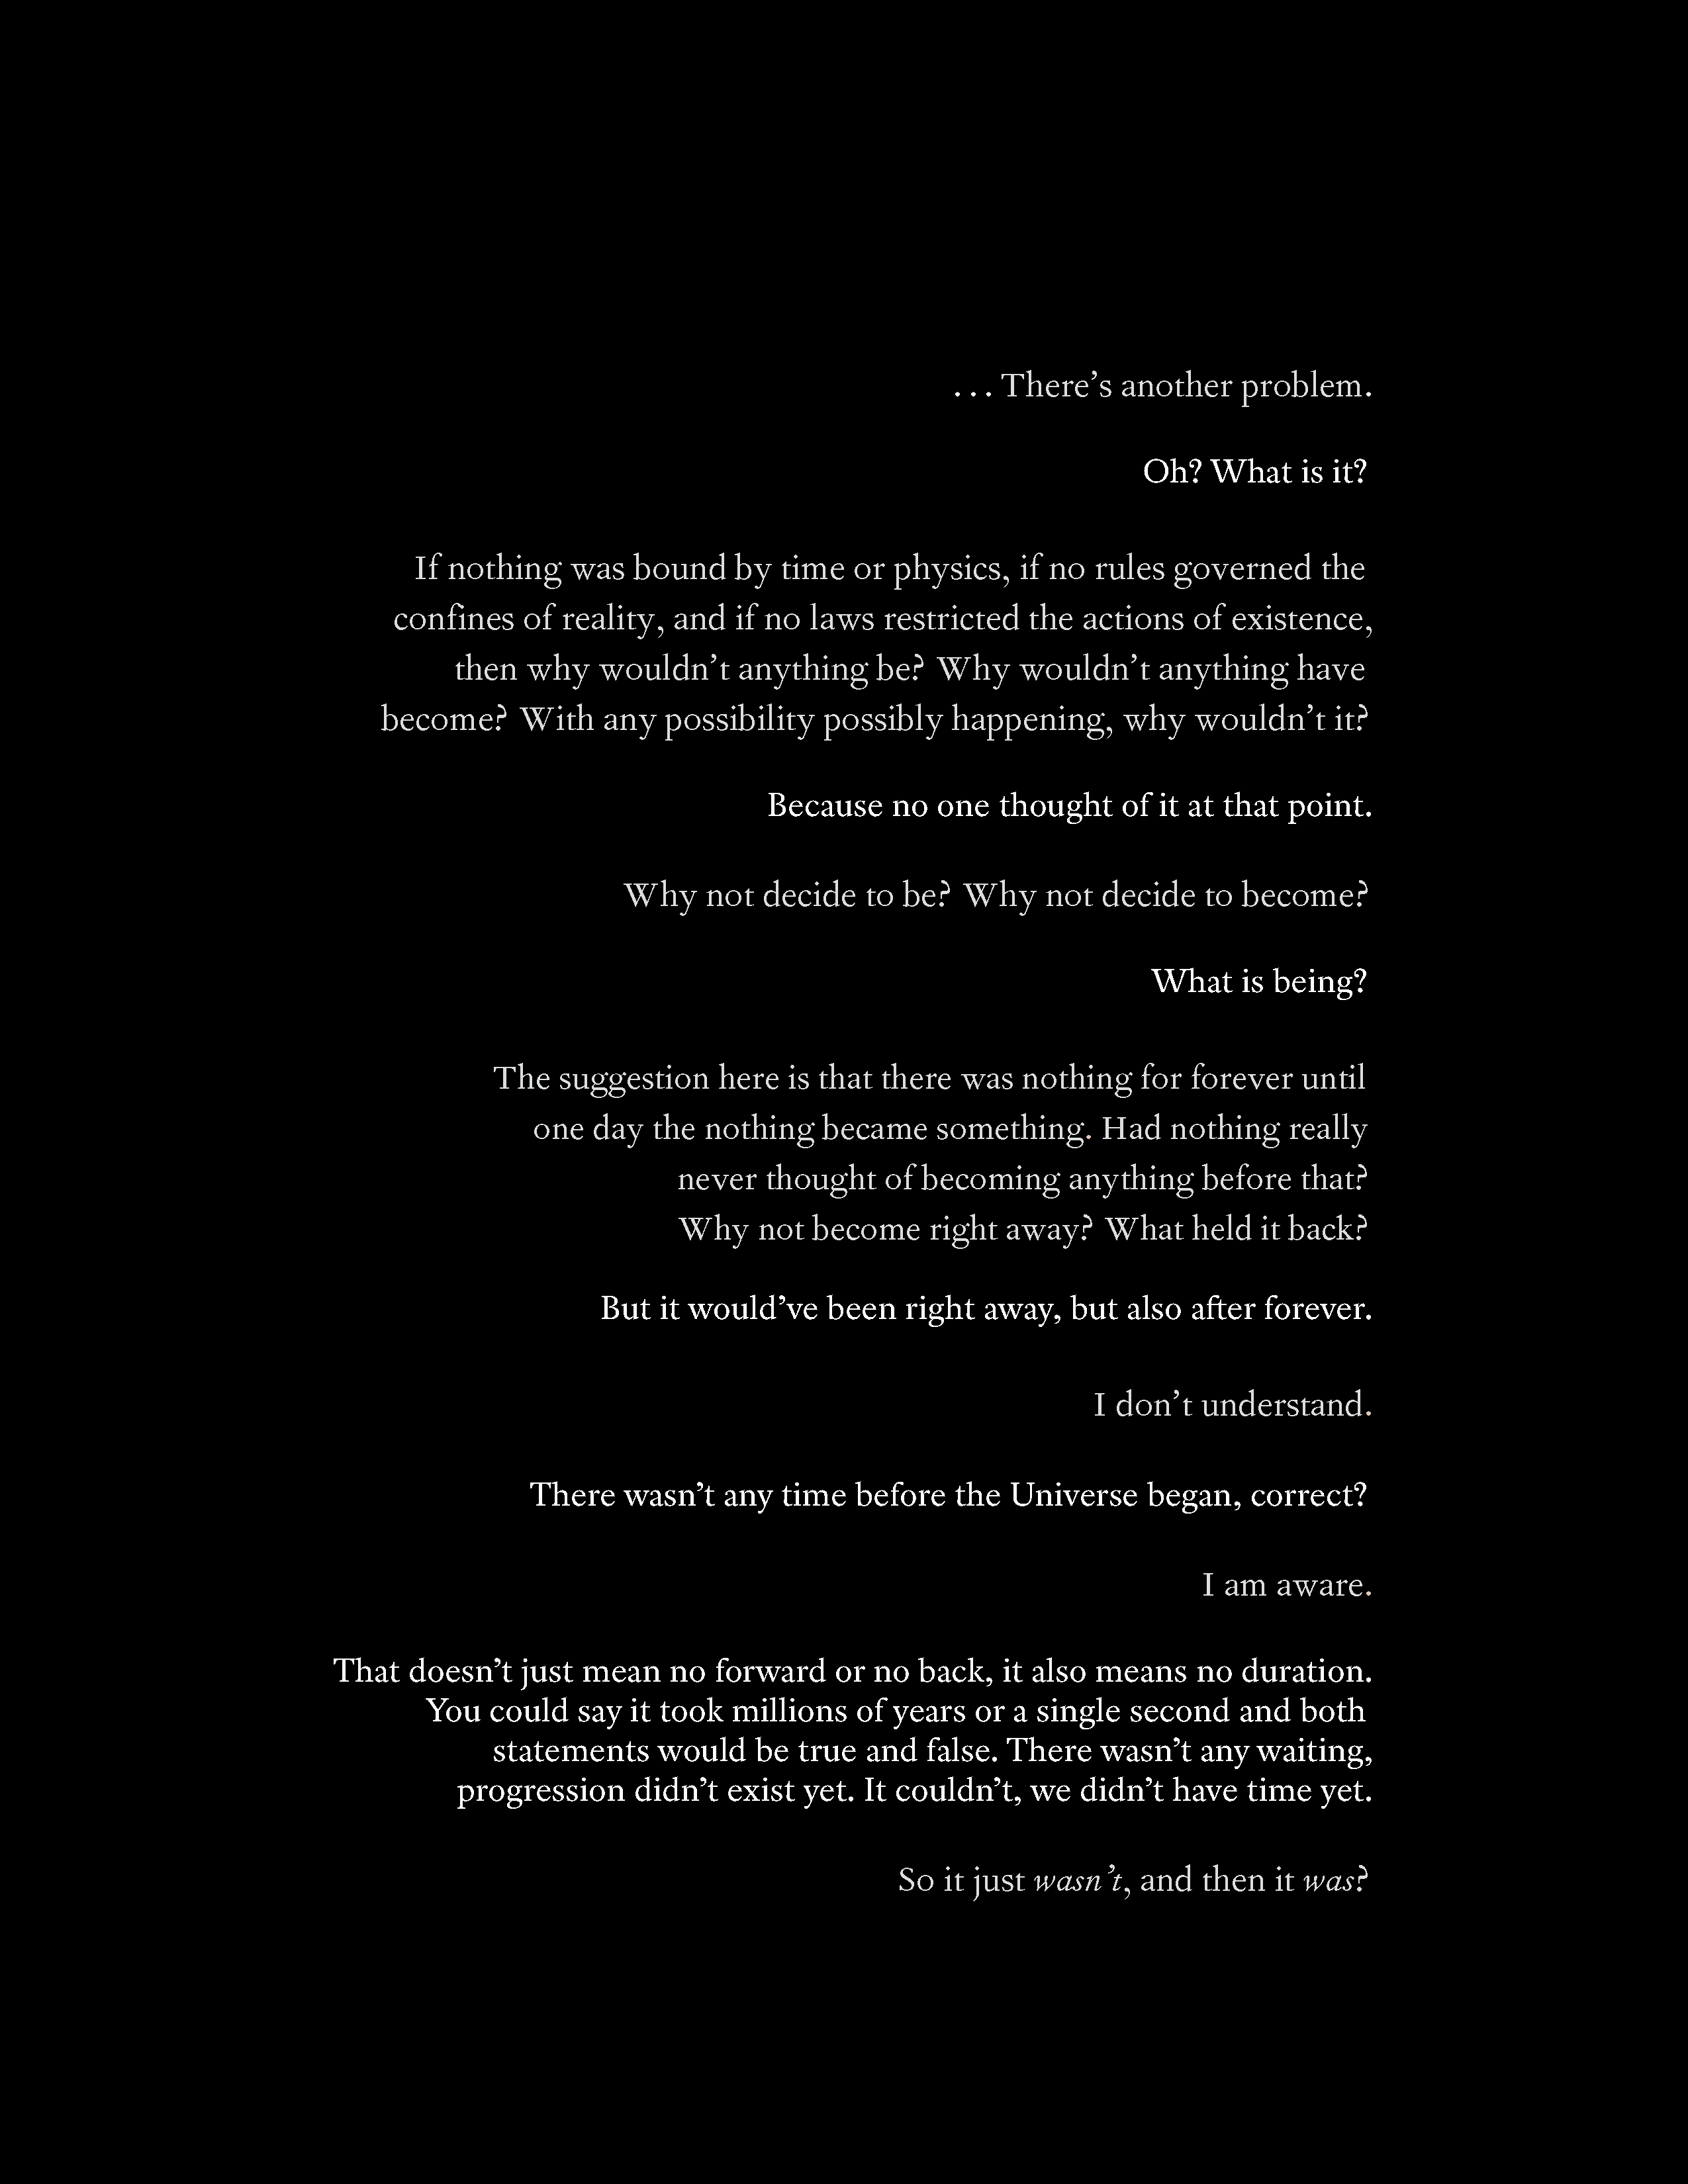 ... There’s another problem.
Oh? What is it?
If nothing was bound by time or physics, if no rules governed the
confines of reality, and if no laws restricted the actions of existence,
then why wouldn’t anything be? Why wouldn’t anything have
become? With any possibility possibly happening, why wouldn’t it?
Because no one thought of it at that point.
Why not decide to be? Why not decide to become?
What is being?
The suggestion here is that there was nothing for forever until
one day the nothing became something. Had nothing really
never thought of becoming anything before that?
Why not become right away? What held it back?
But it would’ve been right away, but also after forever.
I don’t understand.
There wasn’t any time before the Universe began, correct?
I am aware.
That doesn’t just mean no forward or no back, it also means no duration.
You could say it took millions of years or a single second and both
statements would be true and false. There wasn’t any waiting,
progression didn’t exist yet. It couldn’t, we didn’t have time yet.
So it just wasn’t, and then it was?